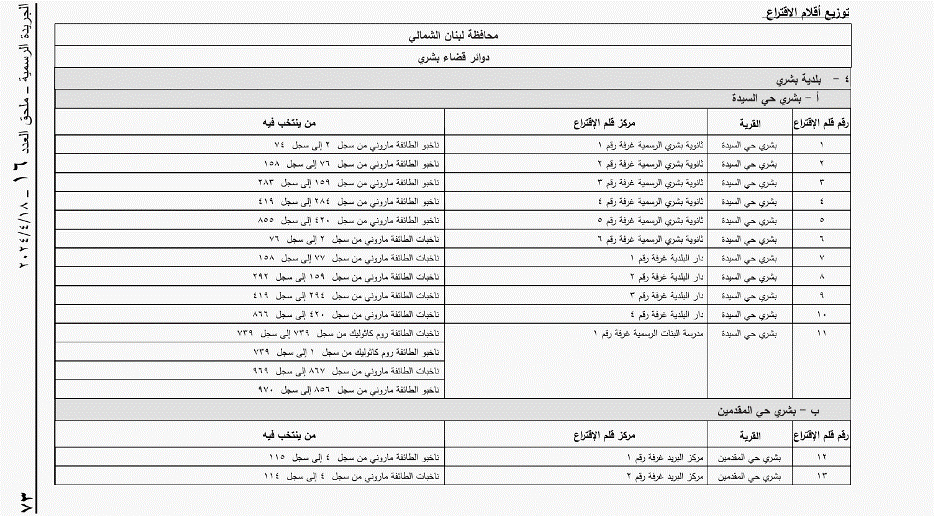 الجريدة الرسمية – ملحق العدد ١٦ – ٢٠٢٤/٤/١٨
توزيع أقلام الاقتراع
محافظة لبنان الشمالي
دوائر قضاء بشري
٤ – بلدية بشري
أ – بشري حي السيدة
رقم قلم الإقتراع القرية مركز قلم الإقتراع من ينتخب فيه
١ بشري حي السيدة ثانوية بشري الرسمية غرفة رقم ١ ناخبو الطائفة ماروني من سجل ٢ إلى سجل ٧٤
٢ بشري حي السيدة ثانوية بشري الرسمية غرفة رقم ٢ ناخبو الطائفة ماروني من سجل ٧٦ إلى سجل ١٥٨
٣ بشري حي السيدة ثانوية بشري الرسمية غرفة رقم ٣ ناخبو الطائفة ماروني من سجل ١٥٩ إلى سجل ٢٨٣
٤ بشري حي السيدة ثانوية بشري الرسمية غرفة رقم ٤ ناخبو الطائفة ماروني من سجل ٢٨٤ إلى سجل ٤١٩
٥ بشري حي السيدة ثانوية بشري الرسمية غرفة رقم ٥ ناخبو الطائفة ماروني من سجل ٤٢٠ إلى سجل ٨٥٥
٦ بشري حي السيدة ثانوية بشري الرسمية غرفة رقم ٦ ناخبات الطائفة ماروني من سجل ٢ إلى سجل ٧٦
٧ بشري حي السيدة دار البلدية غرفة رقم ١ ناخبات الطائفة ماروني من سجل ٧٧ إلى سجل ١٥٨
٨ بشري حي السيدة دار البلدية غرفة رقم ٢ ناخبات الطائفة ماروني من سجل ١٥٩ إلى سجل ٢٩٢
٩ بشري حي السيدة دار البلدية غرفة رقم ٣ ناخبات الطائفة ماروني من سجل ٢٩٤ إلى سجل ٤١٩
١٠ بشري حي السيدة دار البلدية غرفة رقم ٤ ناخبات الطائفة ماروني من سجل ٤٢٠ إلى سجل ٨٦٦
١١ بشري حي السيدة مدرسة البنات الرسمية غرفة رقم ١ ناخبات الطائفة روم كاثوليك من سجل ٧٣٩ إلى سجل ٧٣٩
ناخبو الطائفة روم كاثوليك من سجل ١ إلى سجل ٧٣٩
ناخبات الطائفة ماروني من سجل ٨٦٧ إلى سجل ٩٦٩
ناخبو الطائفة ماروني من سجل ٨٥٦ إلى سجل ٩٧٠
ب – بشري حي المقدمين
رقم قلم الإقتراع القرية مركز قلم الإقتراع من ينتخب فيه
١٢ بشري حي المقدمين مركز البريد غرفة رقم ١ ناخبو الطائفة ماروني من سجل ٤ إلى سجل ١١٥
١٣ بشري حي المقدمين مركز البريد غرفة رقم ٢ ناخبات الطائفة ماروني من سجل ٤ إلى سجل ١١٤
٧٣